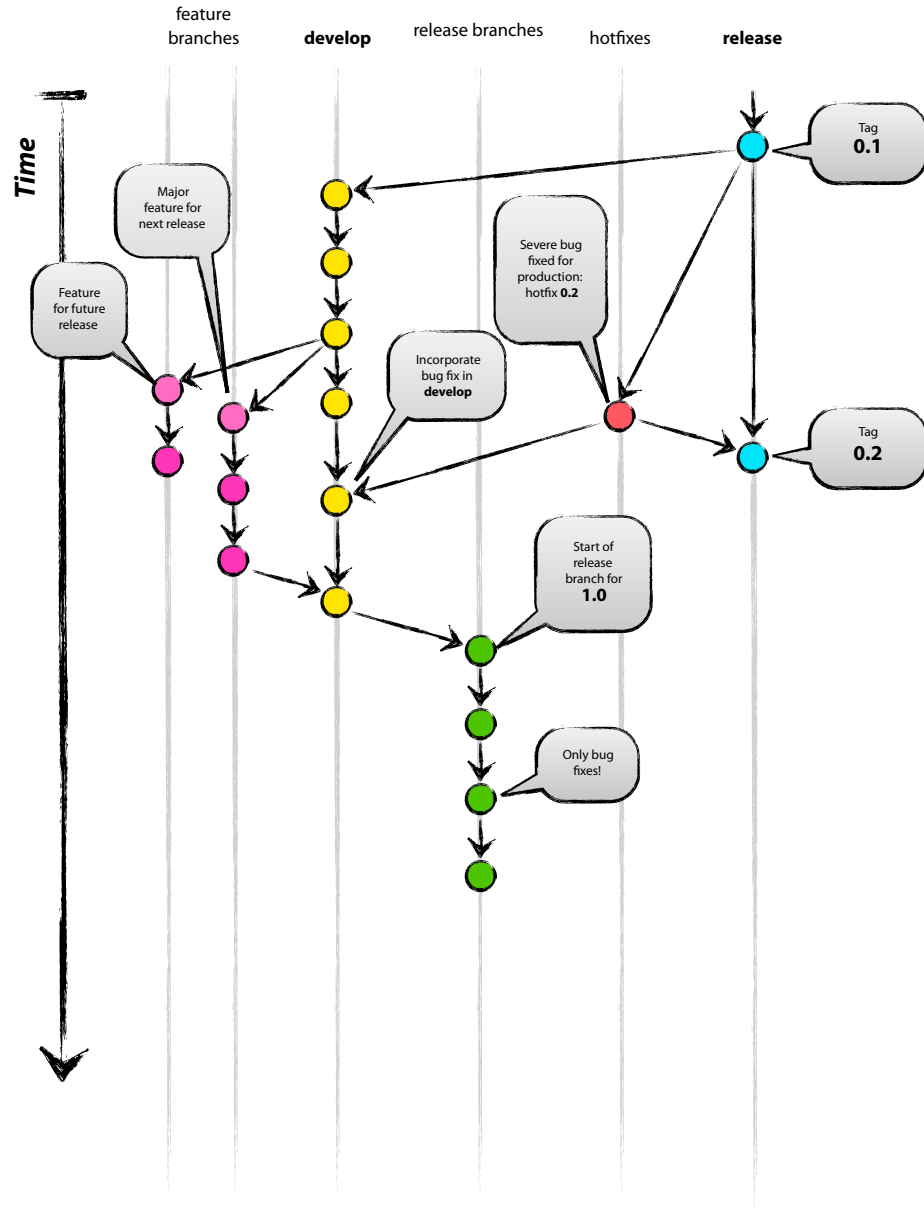 feature
branches
develop
release branches
hotfixes
release
Time
Tag
0.1
Major
feature for
next release
Severe bug
fixed for
production:
hotfix 0.2
Feature
for future
release
Incorporate
bug fix in
develop
Tag
0.2
Start of
release
branch for
1.0
Only bug
fixes!